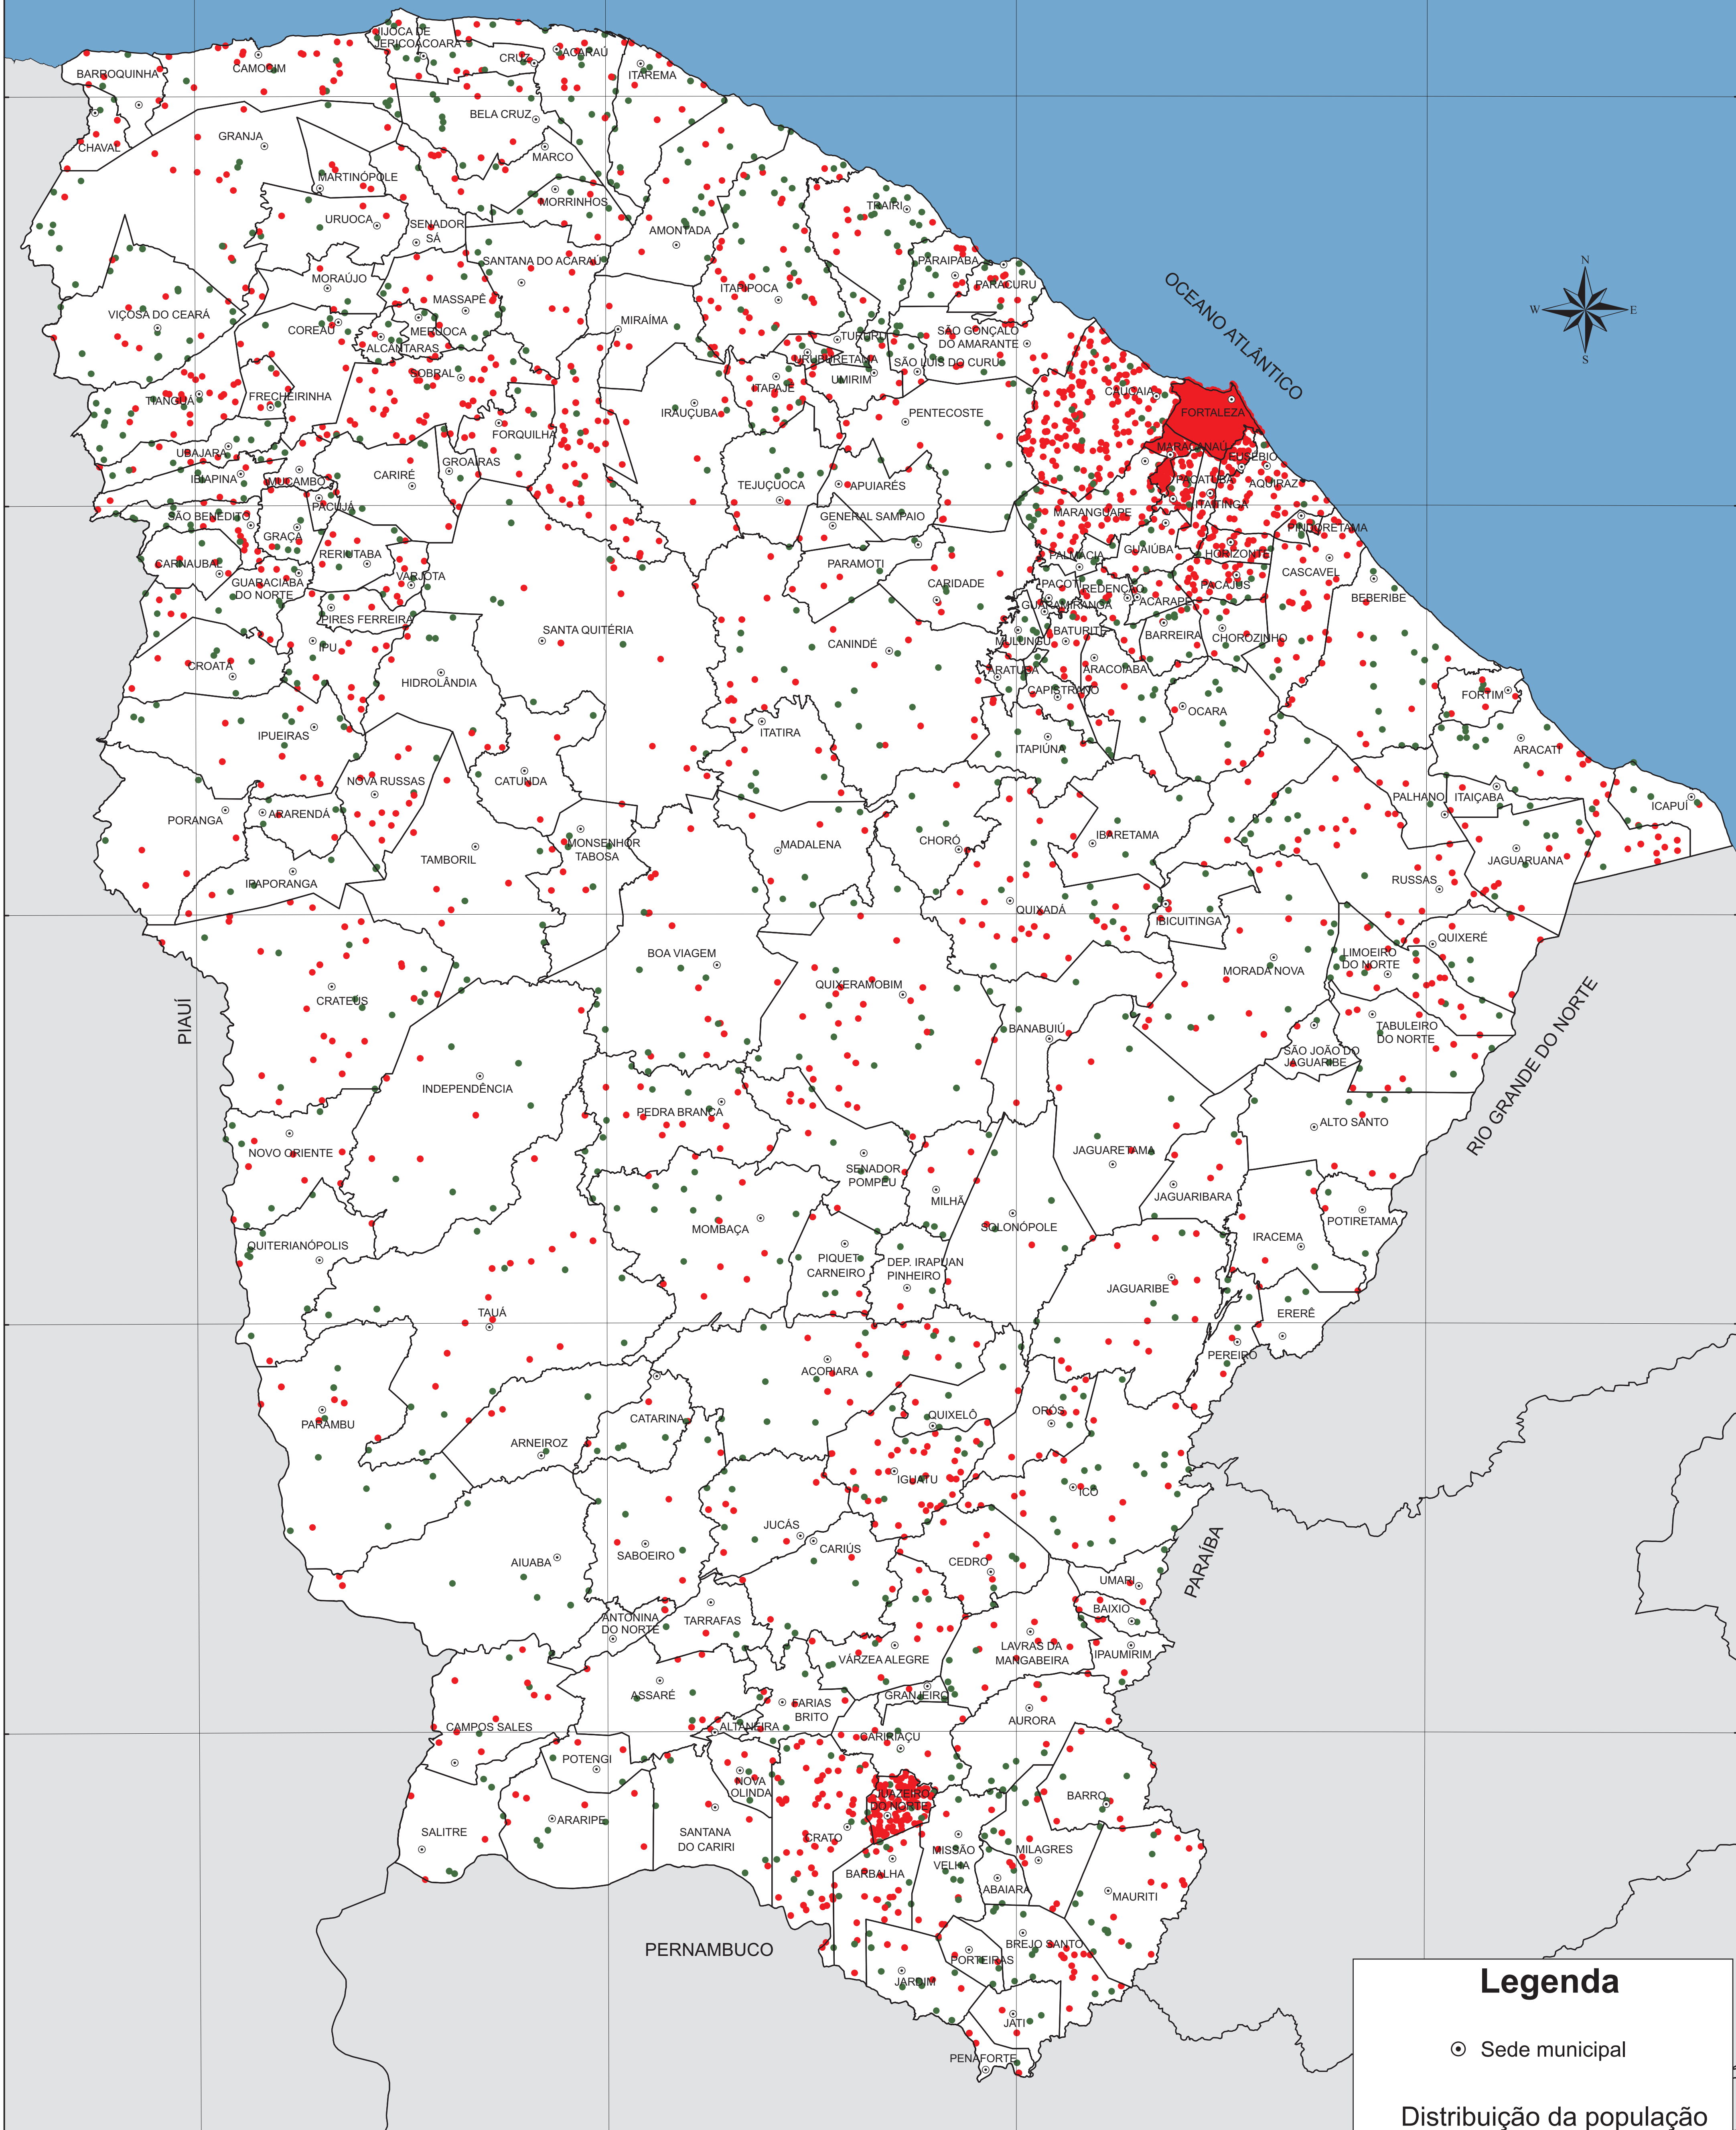 JIJOCA DE
JERICOACOARA
CRUZ
ACARAÚ
BARROQUINHA
CAMOCIM
ITAREMA
BELA CRUZ
GRANJA
CHAVAL
MARCO
MARTINÓPOLE
MORRINHOS
TRAIRI
URUOCA
SENADOR
SÁ
AMONTADA
SANTANA DO ACARAÚ
PARAIPABA
MORAÚJO
ITAPIPOCA
PARACURU
OCEANO ATLÂNTICO
N
W
E
S
MASSAPÊ
VIÇOSA DO CEARÁ
MIRAÍMA
COREAÚ
MERUOCA
SÃO GONÇALO
DO AMARANTE
TURURU
ALCÂNTARAS
URUBURETAMA
SÃO LUIS DO CURU
SOBRAL
UMIRIM
ITAPAJÉ
CAUCAIA
TIANGUÁ
FRECHEIRINHA
IRAUÇUBA
PENTECOSTE
FORTALEZA
FORQUILHA
MARACANAÚ
UBAJARA
EUSÉBIO
GROAÍRAS
CARIRÉ
IBIAPINA
MUCAMBO
TEJUÇUOCA
APUIARÉS
PACATUBA
AQUIRAZ
PACUJÁ
ITAITINGA
SÃO BENEDITO
GENERAL SAMPAIO
MARANGUAPE
PINDORETAMA
GRAÇA
RERIUTABA
GUAIÚBA
HORIZONTE
PALMÁCIA
CARNAUBAL
PARAMOTI
CASCAVEL
VARJOTA
GUARACIABA
DO NORTE
CARIDADE
PACOTI
REDENÇÃO
PACAJUS
BEBERIBE
GUARAMIRANGA
ACARAPE
PIRES FERREIRA
SANTA QUITÉRIA
BATURITÉ
BARREIRA
CHOROZINHO
MULUNGU
CANINDÉ
IPU
CROATÁ
ARATUBA
ARACOIABA
HIDROLÂNDIA
CAPISTRANO
FORTIM
OCARA
IPUEIRAS
ITATIRA
ITAPIÚNA
ARACATI
NOVA RUSSAS
CATUNDA
PALHANO
ITAIÇABA
ICAPUÍ
PORANGA
ARARENDÁ
IBARETAMA
MONSENHOR
TABOSA
MADALENA
CHORÓ
TAMBORIL
JAGUARUANA
IPAPORANGA
RUSSAS
QUIXADÁ
IBICUITINGA
QUIXERÉ
BOA VIAGEM
LIMOEIRO
DO NORTE
MORADA NOVA
QUIXERAMOBIM
CRATEÚS
PIAUÍ
BANABUIÚ
TABULEIRO
DO NORTE
RIO GRANDE DO NORTE
SÃO JOÃO DO
JAGUARIBE
INDEPENDÊNCIA
PEDRA BRANCA
ALTO SANTO
NOVO ORIENTE
JAGUARETAMA
SENADOR
POMPEU
JAGUARIBARA
MILHÃ
MOMBAÇA
SOLONÓPOLE
POTIRETAMA
IRACEMA
QUITERIANÓPOLIS
PIQUET
CARNEIRO
DEP. IRAPUAN
PINHEIRO
JAGUARIBE
TAUÁ
ERERÊ
PEREIRO
ACOPIARA
CATARINA
QUIXELÔ
ORÓS
PARAMBU
ARNEIROZ
IGUATU
ICÓ
JUCÁS
CARIÚS
PARAÍBA
AIUABA
SABOEIRO
CEDRO
UMARI
BAIXIO
ANTONINA
DO NORTE
TARRAFAS
LAVRAS DA
MANGABEIRA
IPAUMIRIM
VÁRZEA ALEGRE
ASSARÉ
GRANJEIRO
FARIAS
BRITO
AURORA
CAMPOS SALES
ALTANEIRA
CARIRIAÇU
POTENGI
NOVA
OLINDA
JUAZEIRO
DO NORTE
BARRO
ARARIPE
SALITRE
SANTANA
DO CARIRI
CRATO
MISSÃO
VELHA
MILAGRES
BARBALHA
ABAIARA
MAURITI
BREJO SANTO
PERNAMBUCO
PORTEIRAS
JARDIM
JATI
PENAFORTE
Legenda
Sede municipal
Distribuição da população